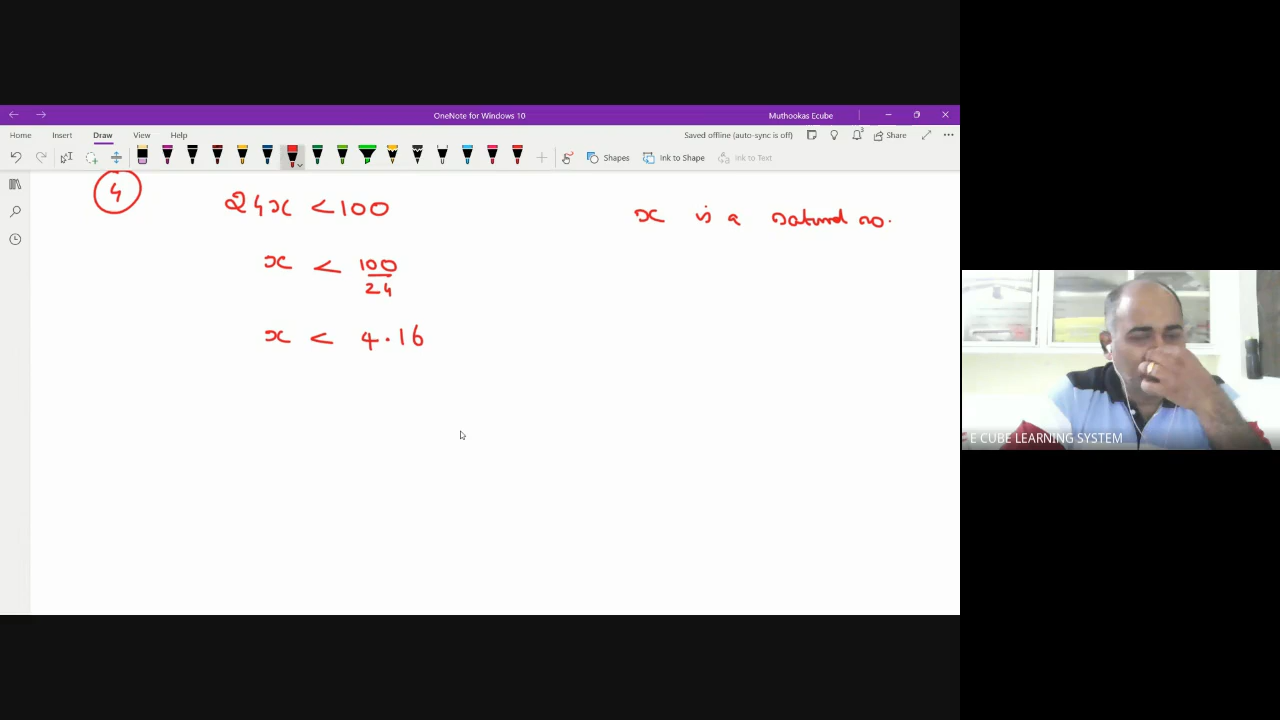 OneNote for Windows 10
Muthookas Ecube
Home Insert Draw View Help
Saved offline (auto-sync is off)
3
Share
Shapes
Ink to Shape
Ink to Text
4
24x < 100
x is a natural no.
x < 100/24
x < 4.16
E CUBE LEARNING SYSTEM